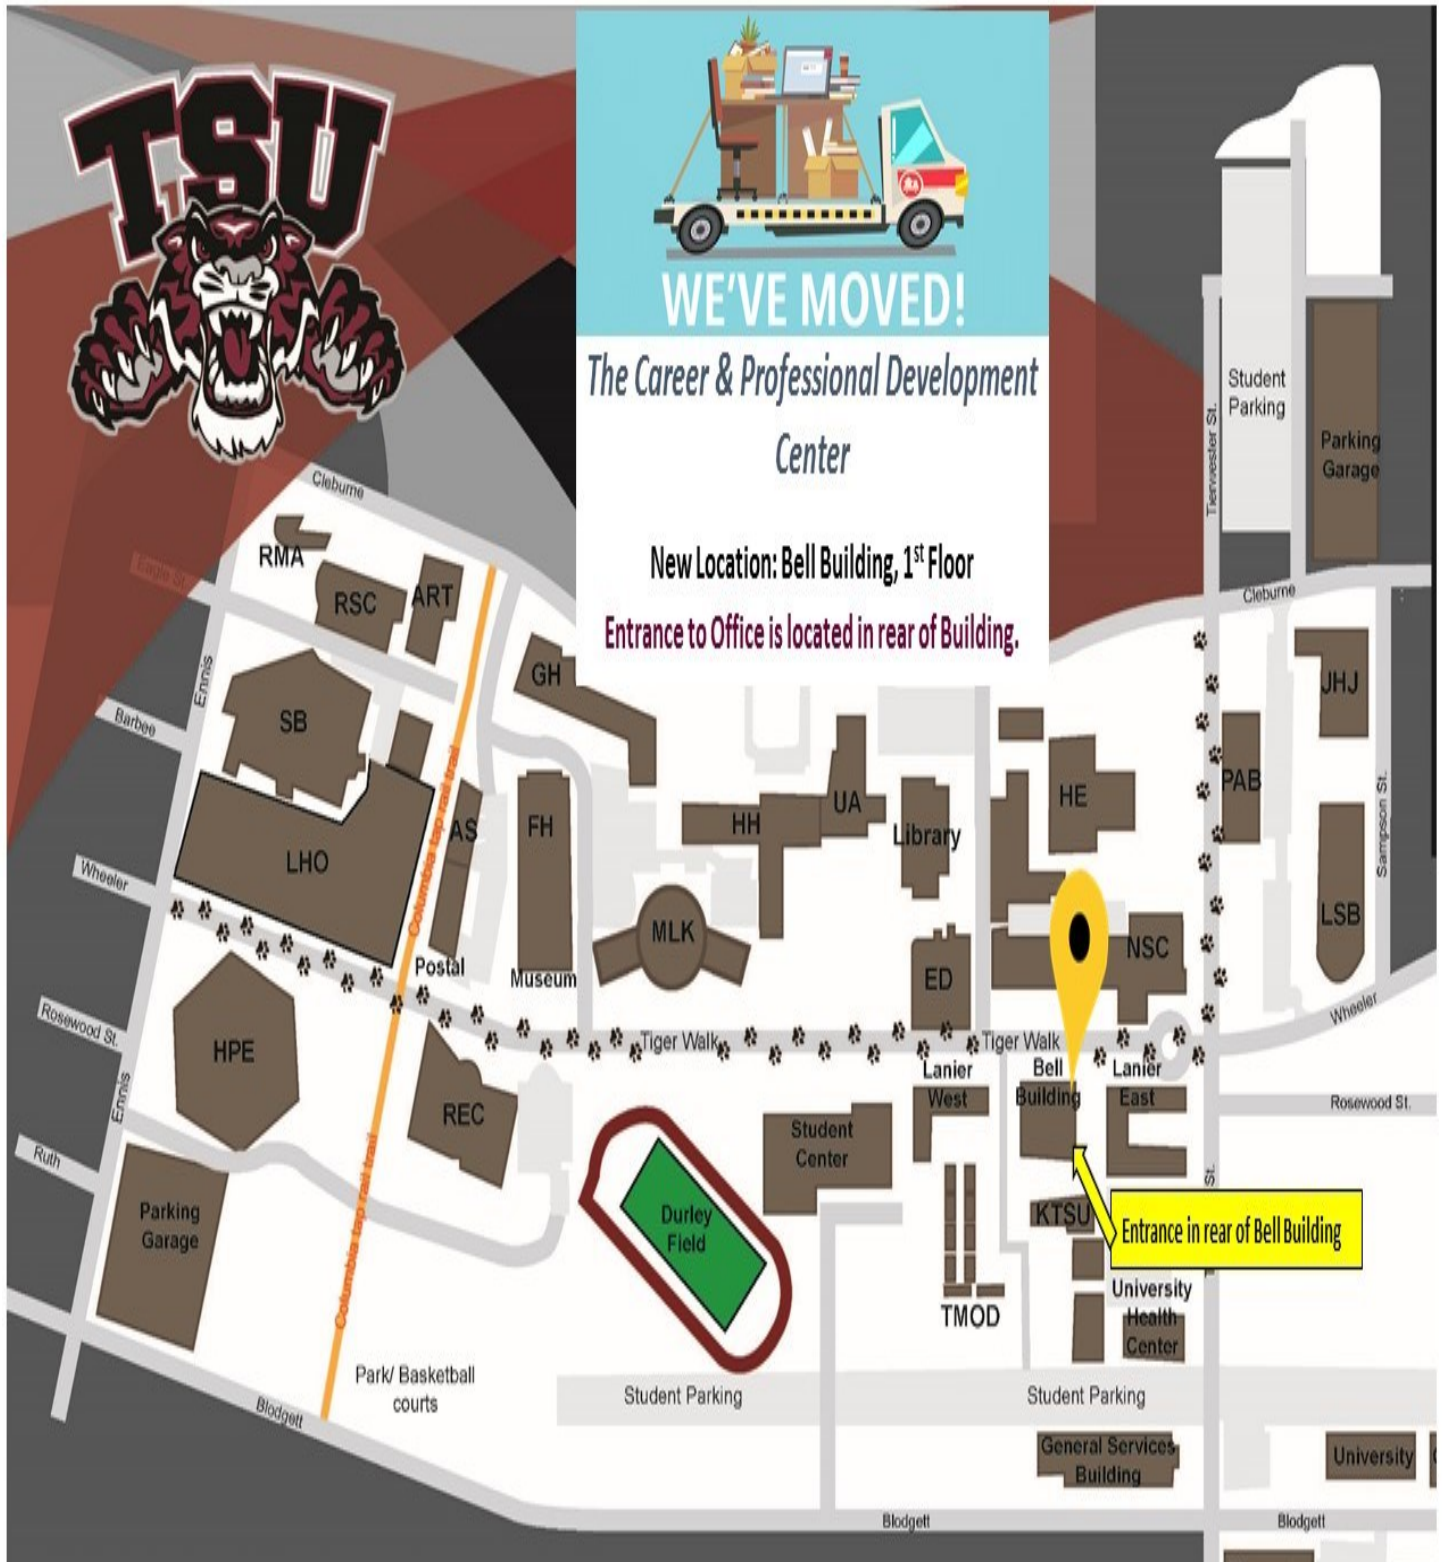 TSU
WE'VE MOVED!
The Career & Professional Development
Center
New Location: Bell Building, 1st Floor
Entrance to Office is located in rear of Building.
Cleburne
RMA
Eagle St.
RSC
ART
Ennis
Barbee
SB
GH
Columbia tap rail trail
AS
FH
HH
UA
Library
HE
Tierwester St.
Student
Parking
Parking
Garage
Cleburne
JHJ
PAB
Sampson St.
LSB
Wheeler
LHO
Postal
Museum
MLK
ED
NSC
Wheeler
Rosewood St.
HPE
Tiger Walk
Tiger Walk
Lanier
West
Bell
Building
Lanier
East
Rosewood St.
Ennis
REC
Student
Center
Ruth
Parking
Garage
Columbia tap rail trail
Durley
Field
KTSU
St.
Entrance in rear of Bell Building
TMOD
University
Health
Center
Park/ Basketball
courts
Student Parking
Student Parking
Blodgett
General Services
Building
University
Blodgett
Blodgett